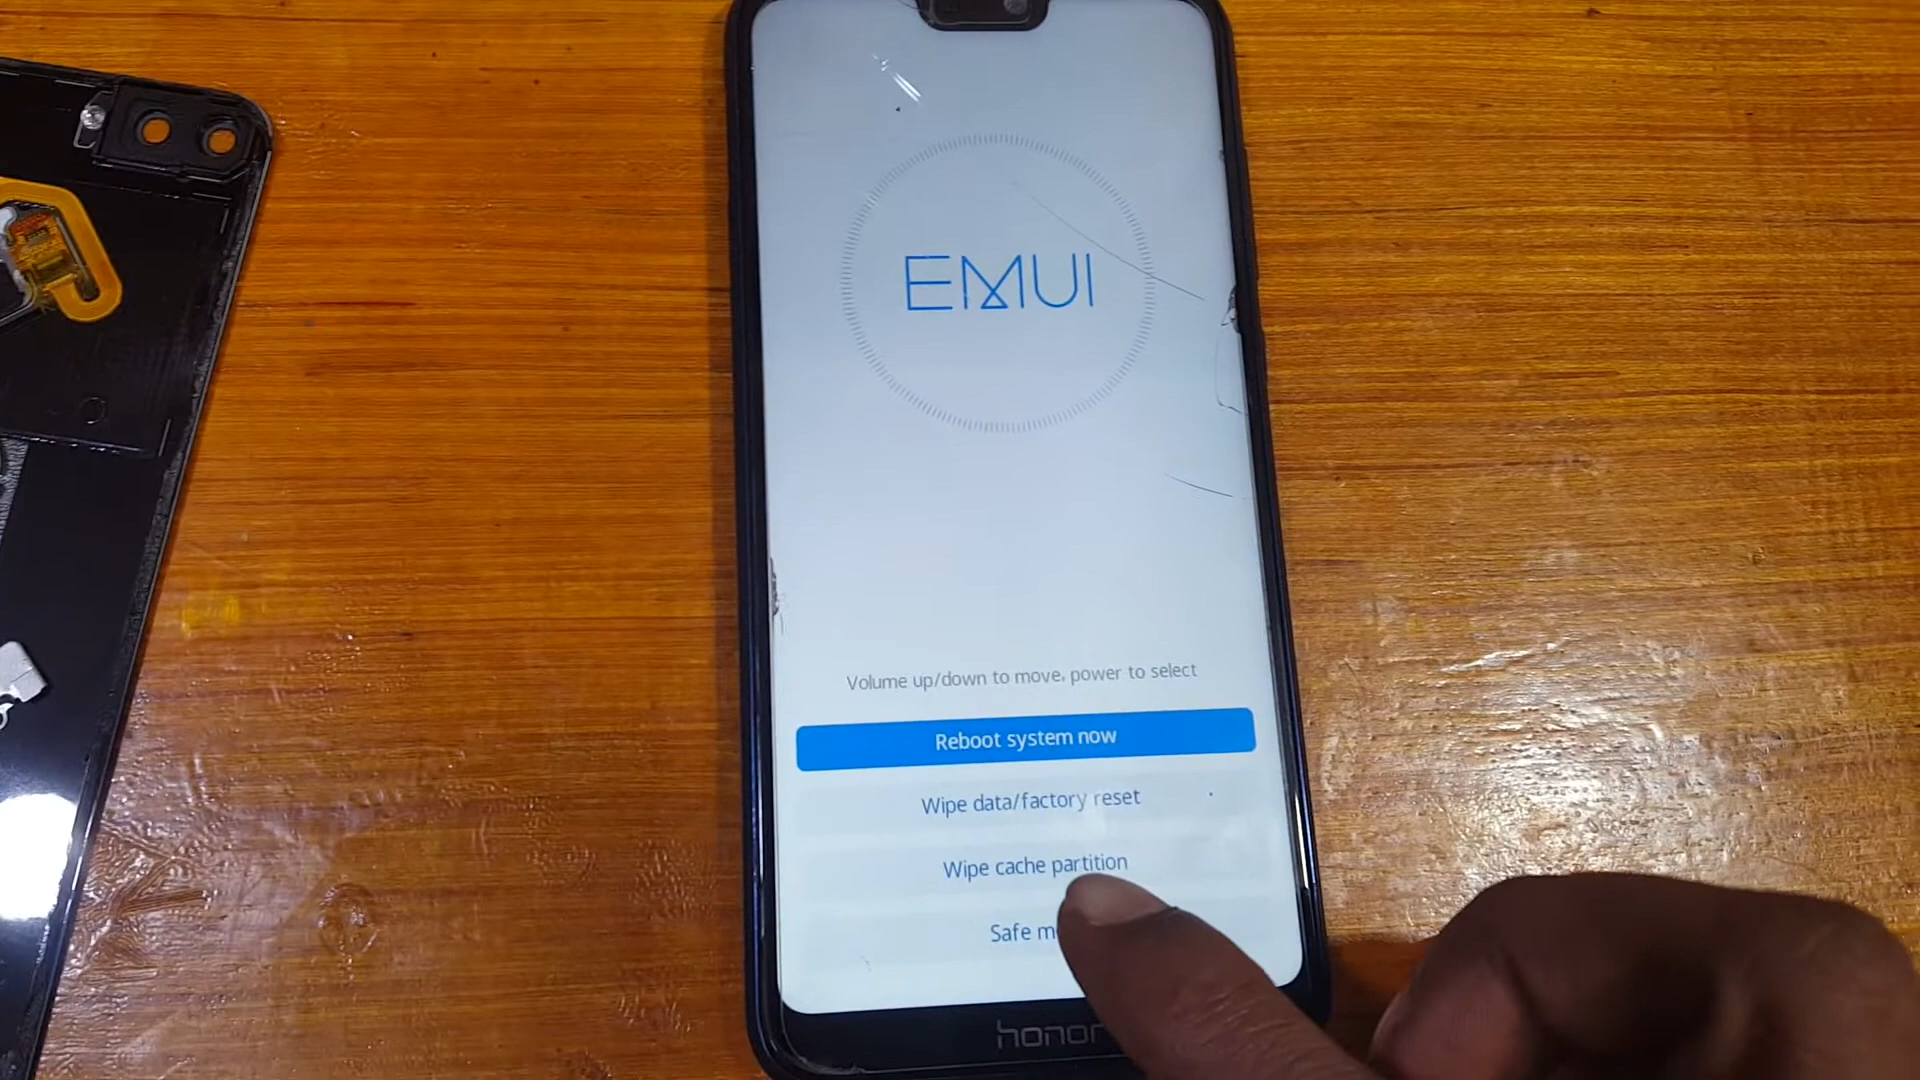 EMUI
Volume up/down to move, power to select
Reboot system now
Wipe data/factory reset
Wipe cache partition
Safe
honor